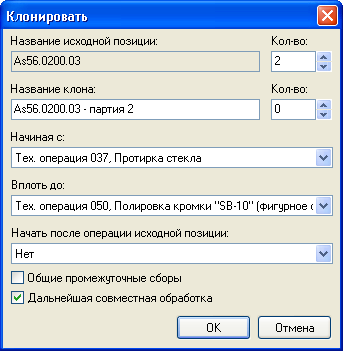 Клонировать
Название исходной позиции: Кол-во:
As56.0200.03 2
Название клона: Кол-во:
As56.0200.03 - партия 2 0
Начиная с:
Тех. операция 037, Протирка стекла
Вплоть до:
Тех. операция 050, Полировка кромки "SB-10" (фигурное
Начать после операции исходной позиции:
Нет
Общие промежуточные сборы
Дальнейшая совместная обработка
OK Отмена